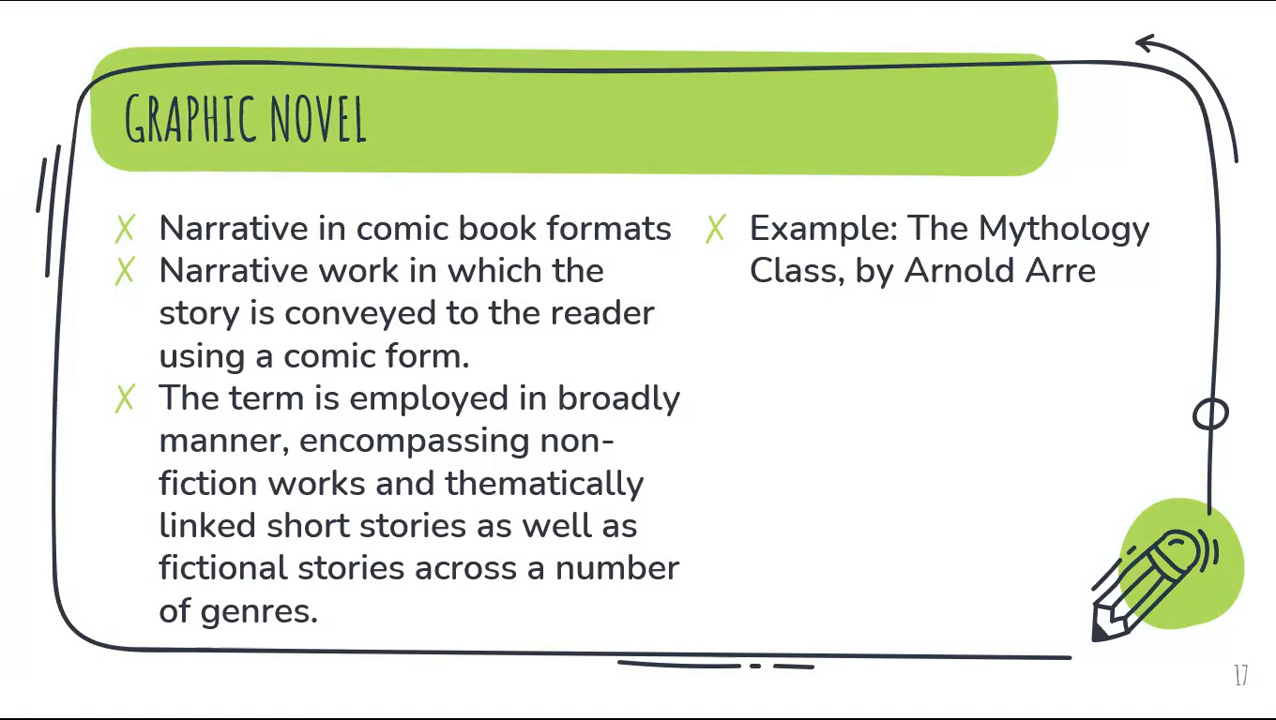 GRAPHIC NOVEL
X Narrative in comic book formats
X Narrative work in which the
story is conveyed to the reader
using a comic form.
X The term is employed in broadly
manner, encompassing non-
fiction works and thematically
linked short stories as well as
fictional stories across a number
of genres.
X Example: The Mythology
Class, by Arnold Arre
17